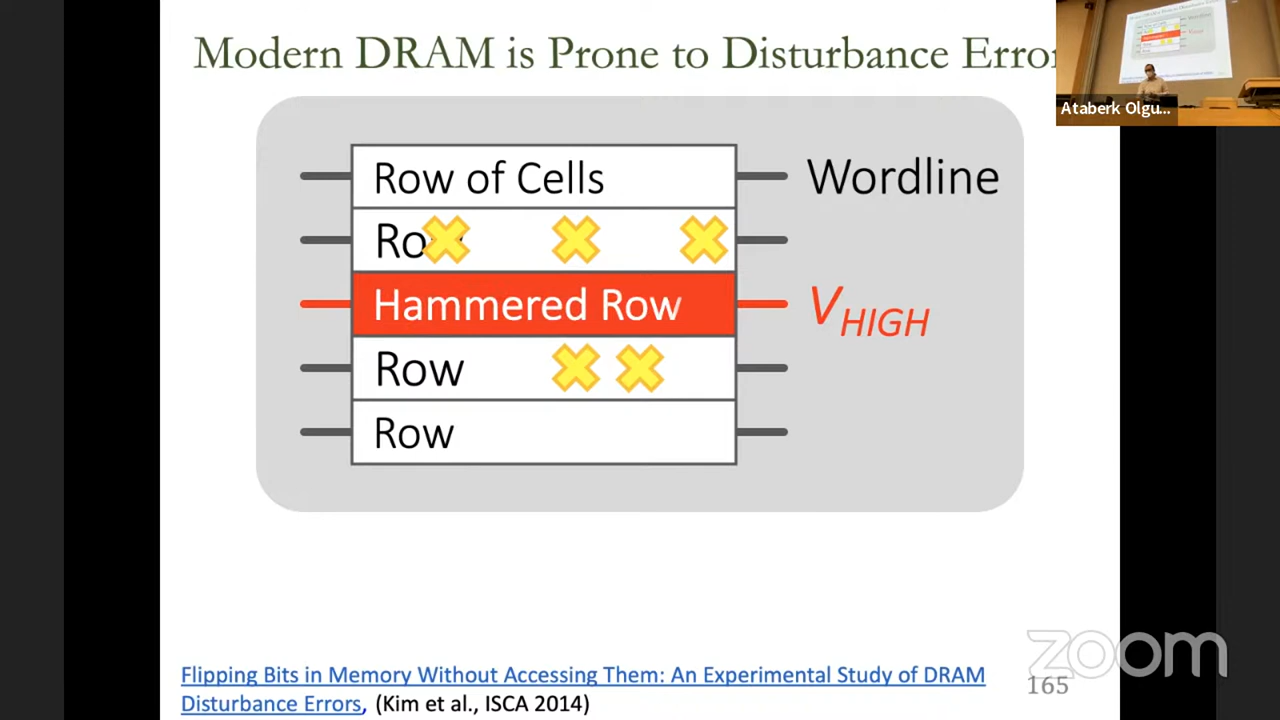 Modern DRAM is Prone to Disturbance Error
Ataberk Olgu...
Row of Cells
Wordline
Row
Hammered Row
VHIGH
Row
Row
zoom
165
Flipping Bits in Memory Without Accessing Them: An Experimental Study of DRAM
Disturbance Errors, (Kim et al., ISCA 2014)